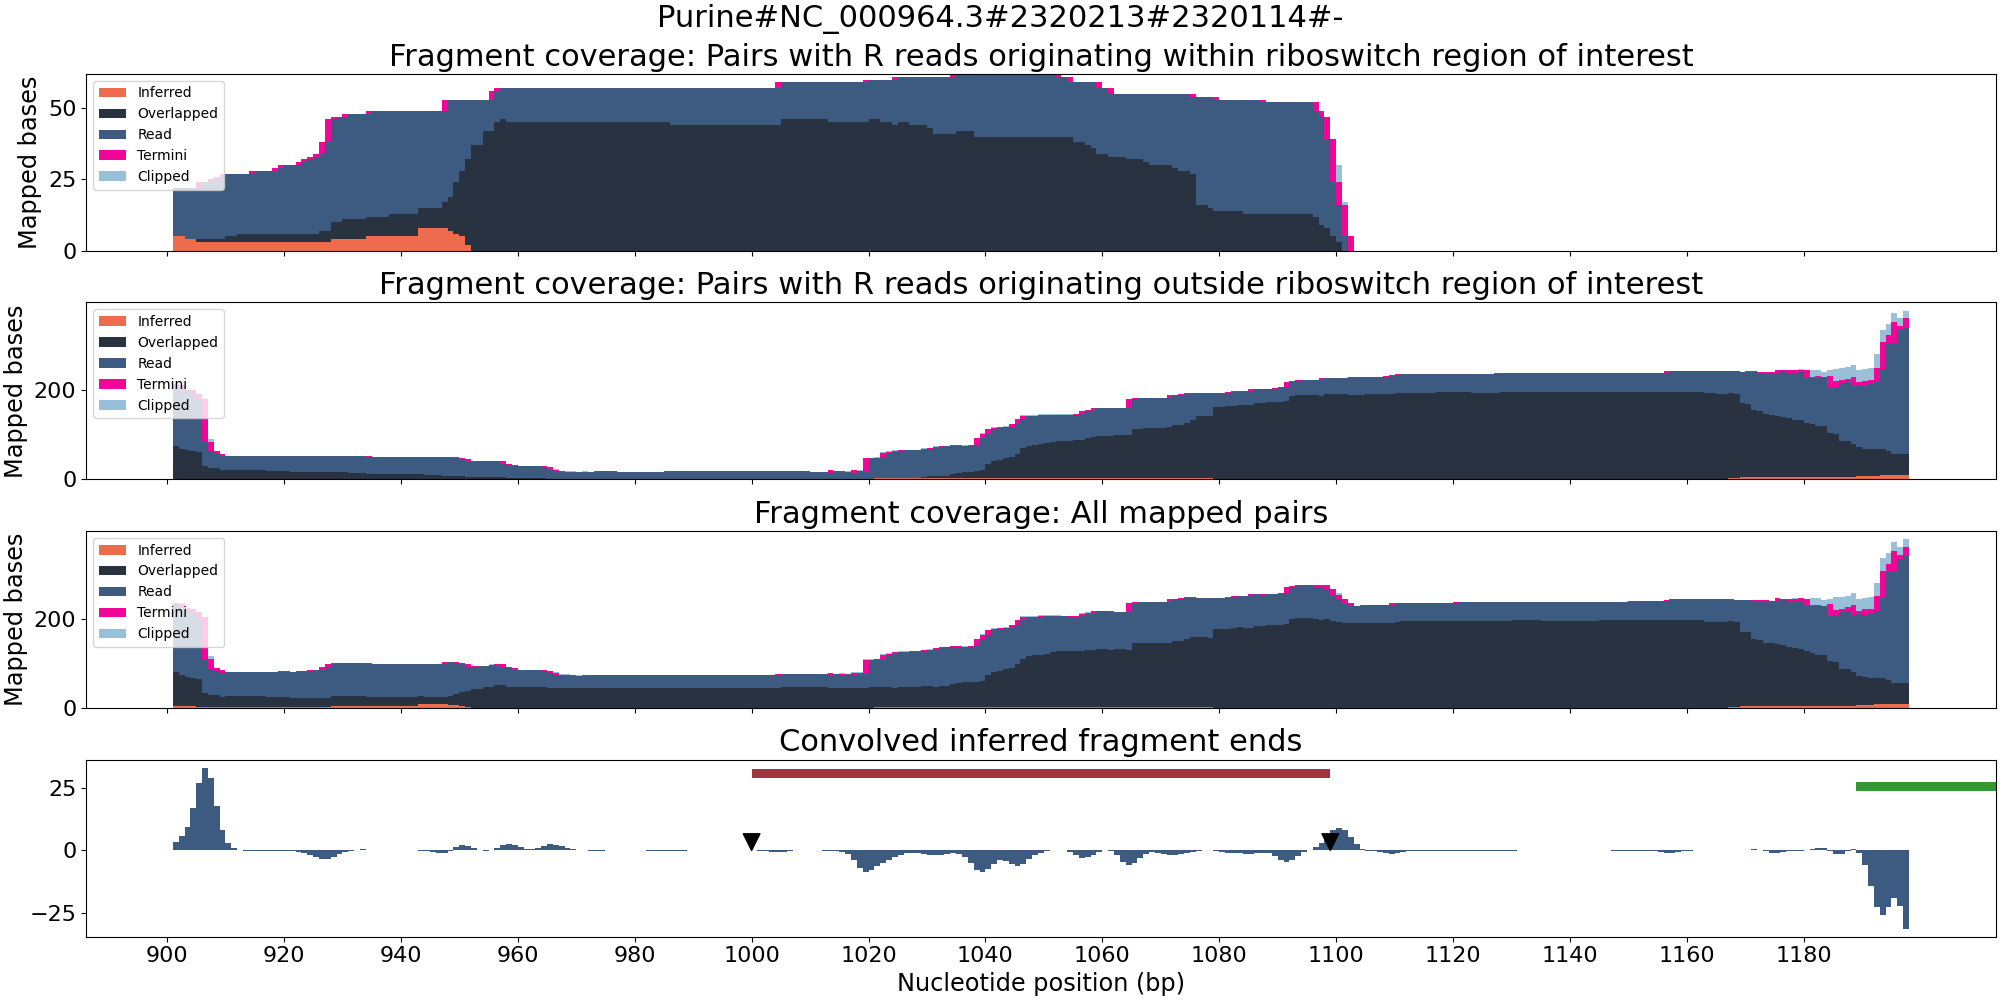 Purine#NC_000964.3#2320213#2320114#-
Fragment coverage: Pairs with R reads originating within riboswitch region of interest
Mapped bases
50
25
0
Inferred
Overlapped
Read
Termini
Clipped
Fragment coverage: Pairs with R reads originating outside riboswitch region of interest
Mapped bases
200
0
Inferred
Overlapped
Read
Termini
Clipped
Fragment coverage: All mapped pairs
Mapped bases
200
0
Inferred
Overlapped
Read
Termini
Clipped
Convolved inferred fragment ends
25
0
−25
900 920 940 960 980 1000 1020 1040 1060 1080 1100 1120 1140 1160 1180
Nucleotide position (bp)